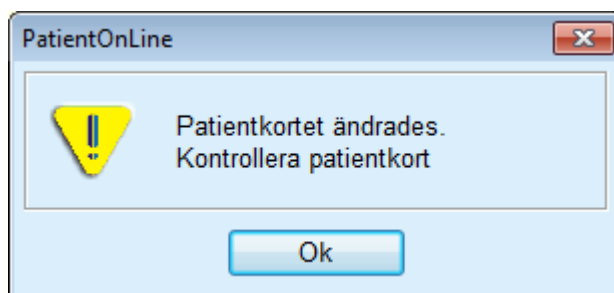 PatientOnLine
Patientkortet ändrades.
Kontrollera patientkort
Ok